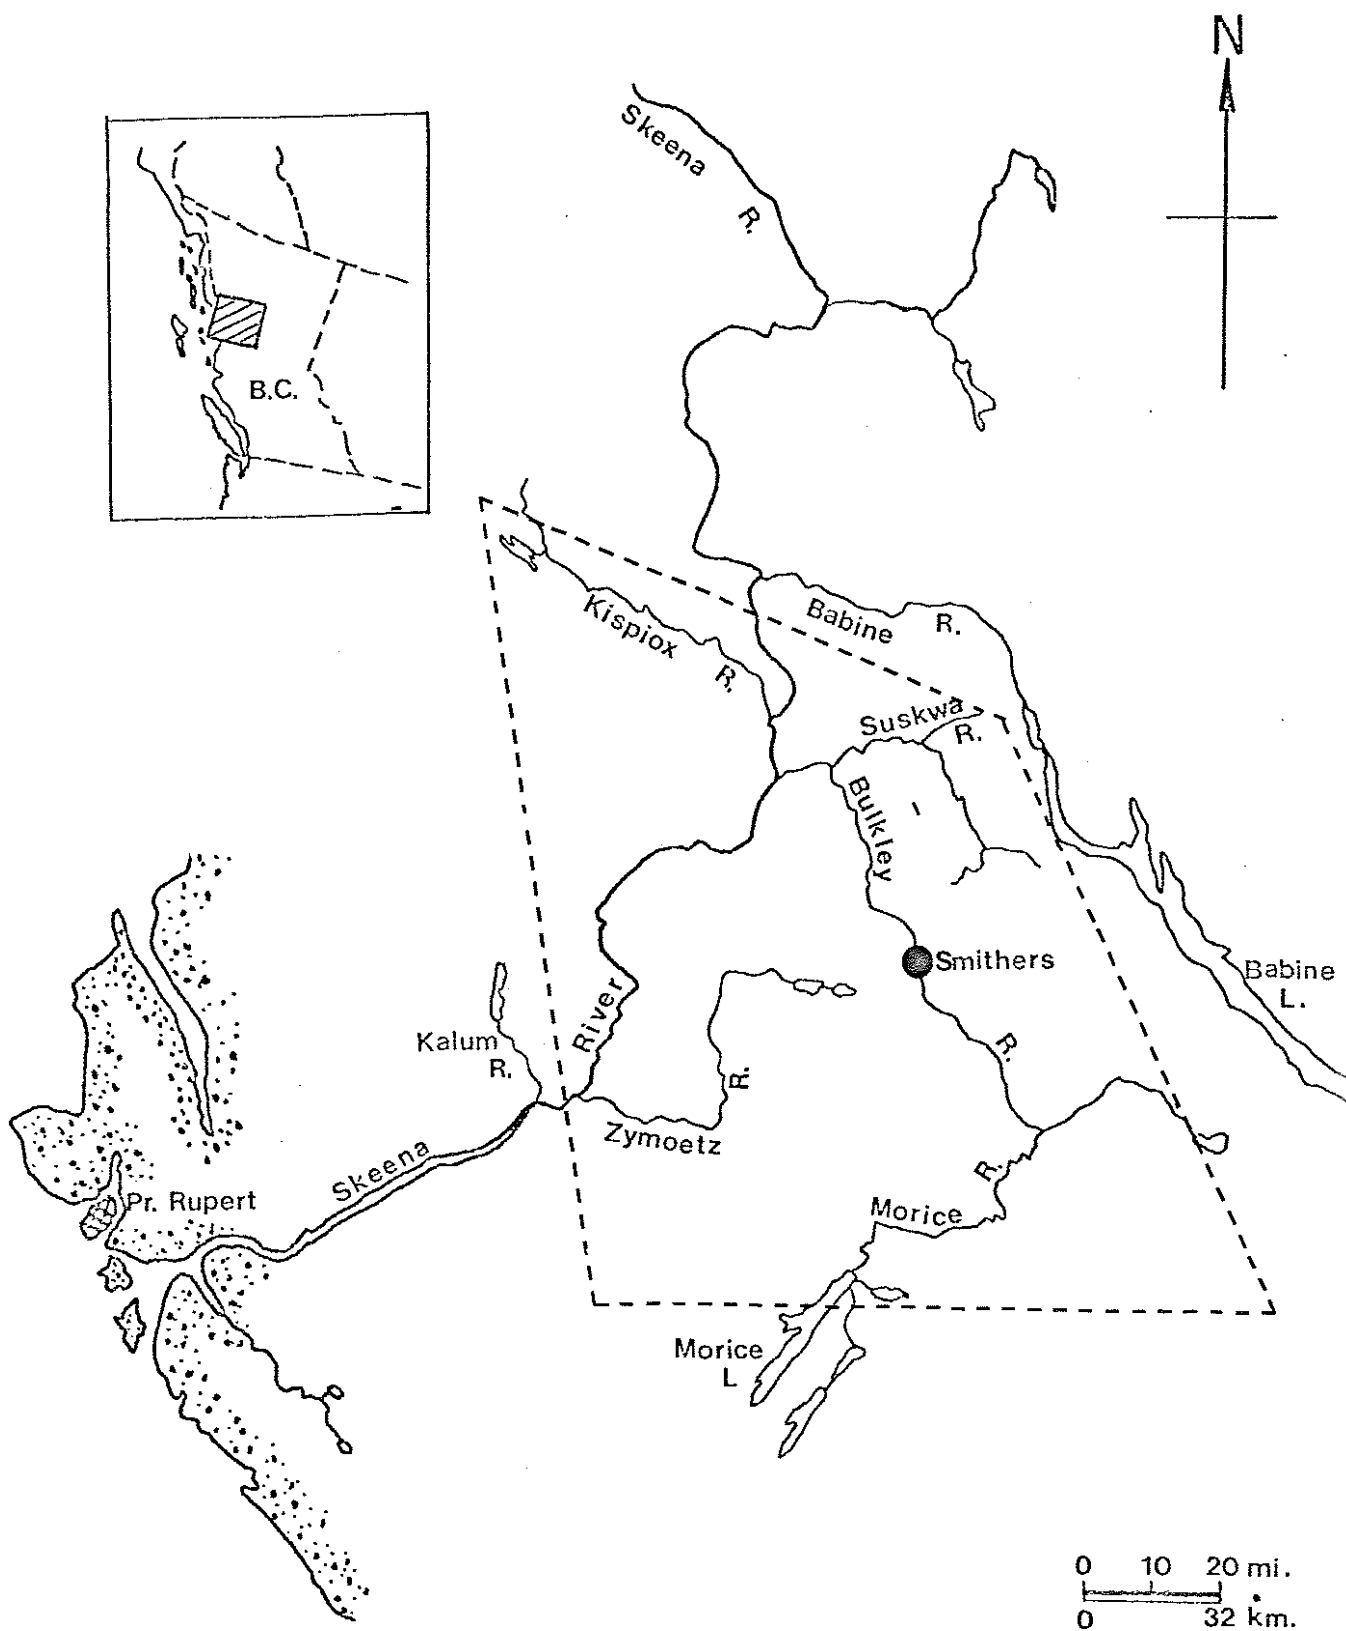 N
Skeena
R.
B.C.
Babine
R.
Kispiox
R.
Suskwa
R.
Bulkley
Smithers
Babine
L.
River
Kalum
R.
R.
R.
Zymoetz
Skeena
R.
Pr. Rupert
Morice
Morice
L
0 10 20 mi.
0 32 km.